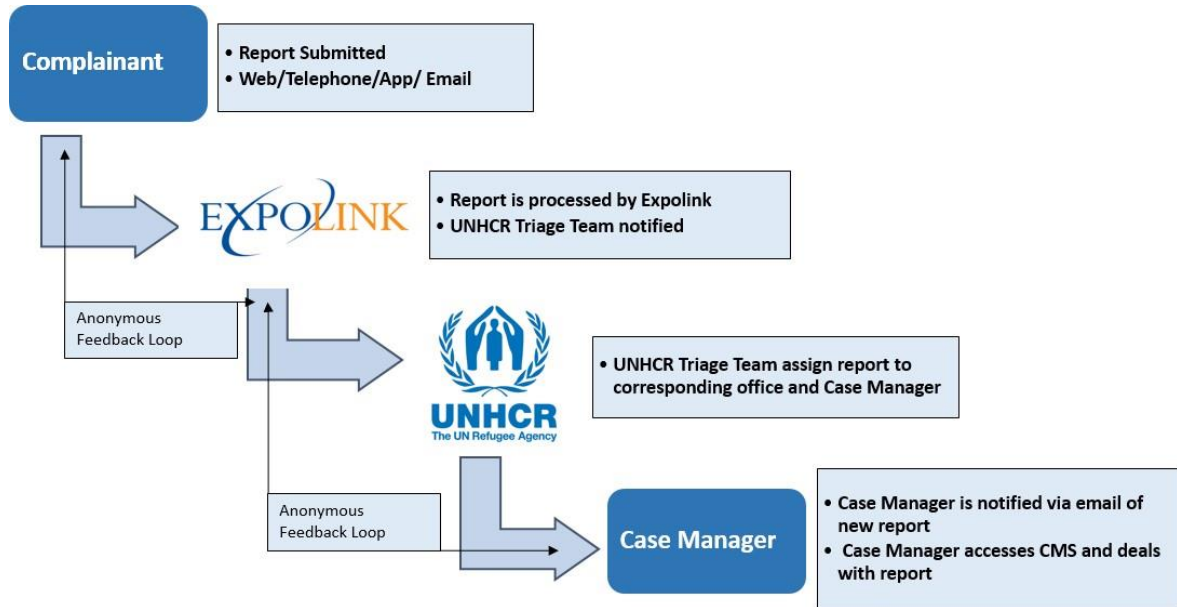 Complainant
• Report Submitted
• Web/Telephone/App/ Email
EXPOLINK
• Report is processed by Expolink
• UNHCR Triage Team notified
Anonymous
Feedback Loop
UNHCR
The UN Refugee Agency
• UNHCR Triage Team assign report to
corresponding office and Case Manager
Anonymous
Feedback Loop
Case Manager
• Case Manager is notified via email of
new report
• Case Manager accesses CMS and deals
with report